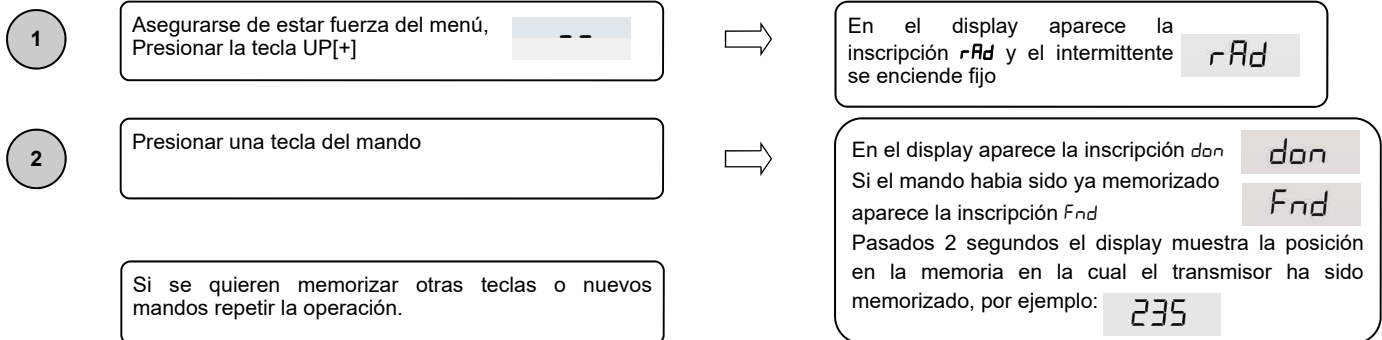 1
Asegurarse de estar fuerza del menú,
Presionar la tecla UP[+]
--
En el display aparece la
inscripción rAd y el intermittente
se enciende fijo
rAd
2
Presionar una tecla del mando
En el display aparece la inscripción don
don
Si el mando habia sido ya memorizado
aparece la inscripción Fnd
Fnd
Pasados 2 segundos el display muestra la posición
en la memoria en la cual el transmisor ha sido
memorizado, por ejemplo:
235
Si se quieren memorizar otras teclas o nuevos
mandos repetir la operación.